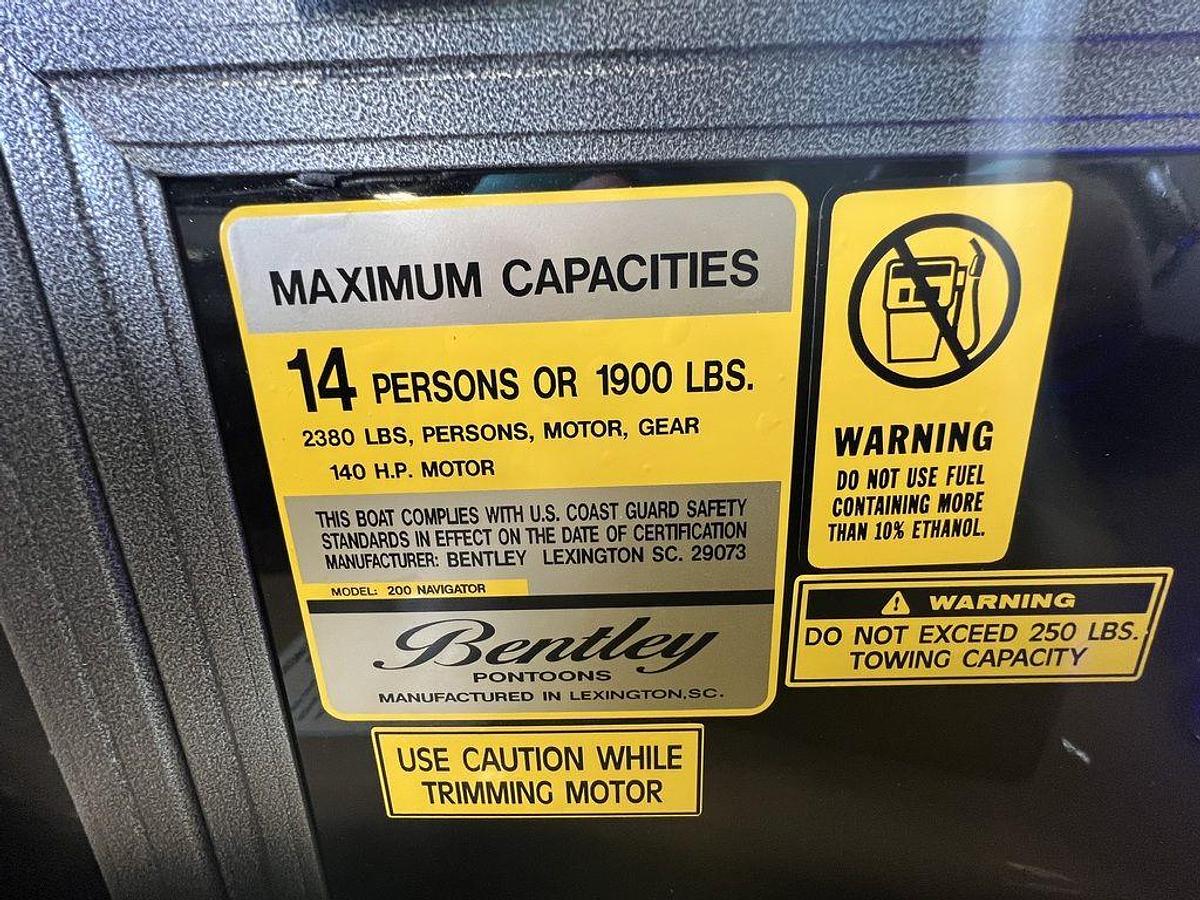 MAXIMUM CAPACITIES
14 PERSONS OR 1900 LBS.
2380 LBS, PERSONS, MOTOR, GEAR
140 H.P. MOTOR
THIS BOAT COMPLIES WITH U.S. COAST GUARD SAFETY
STANDARDS IN EFFECT ON THE DATE OF CERTIFICATION
MANUFACTURER: BENTLEY LEXINGTON SC. 29073
MODEL: 200 NAVIGATOR
Bentley
PONTOONS
MANUFACTURED IN LEXINGTON,SC.
USE CAUTION WHILE
TRIMMING MOTOR
WARNING
DO NOT USE FUEL
CONTAINING MORE
THAN 10% ETHANOL.
WARNING
DO NOT EXCEED 250 LBS.
TOWING CAPACITY